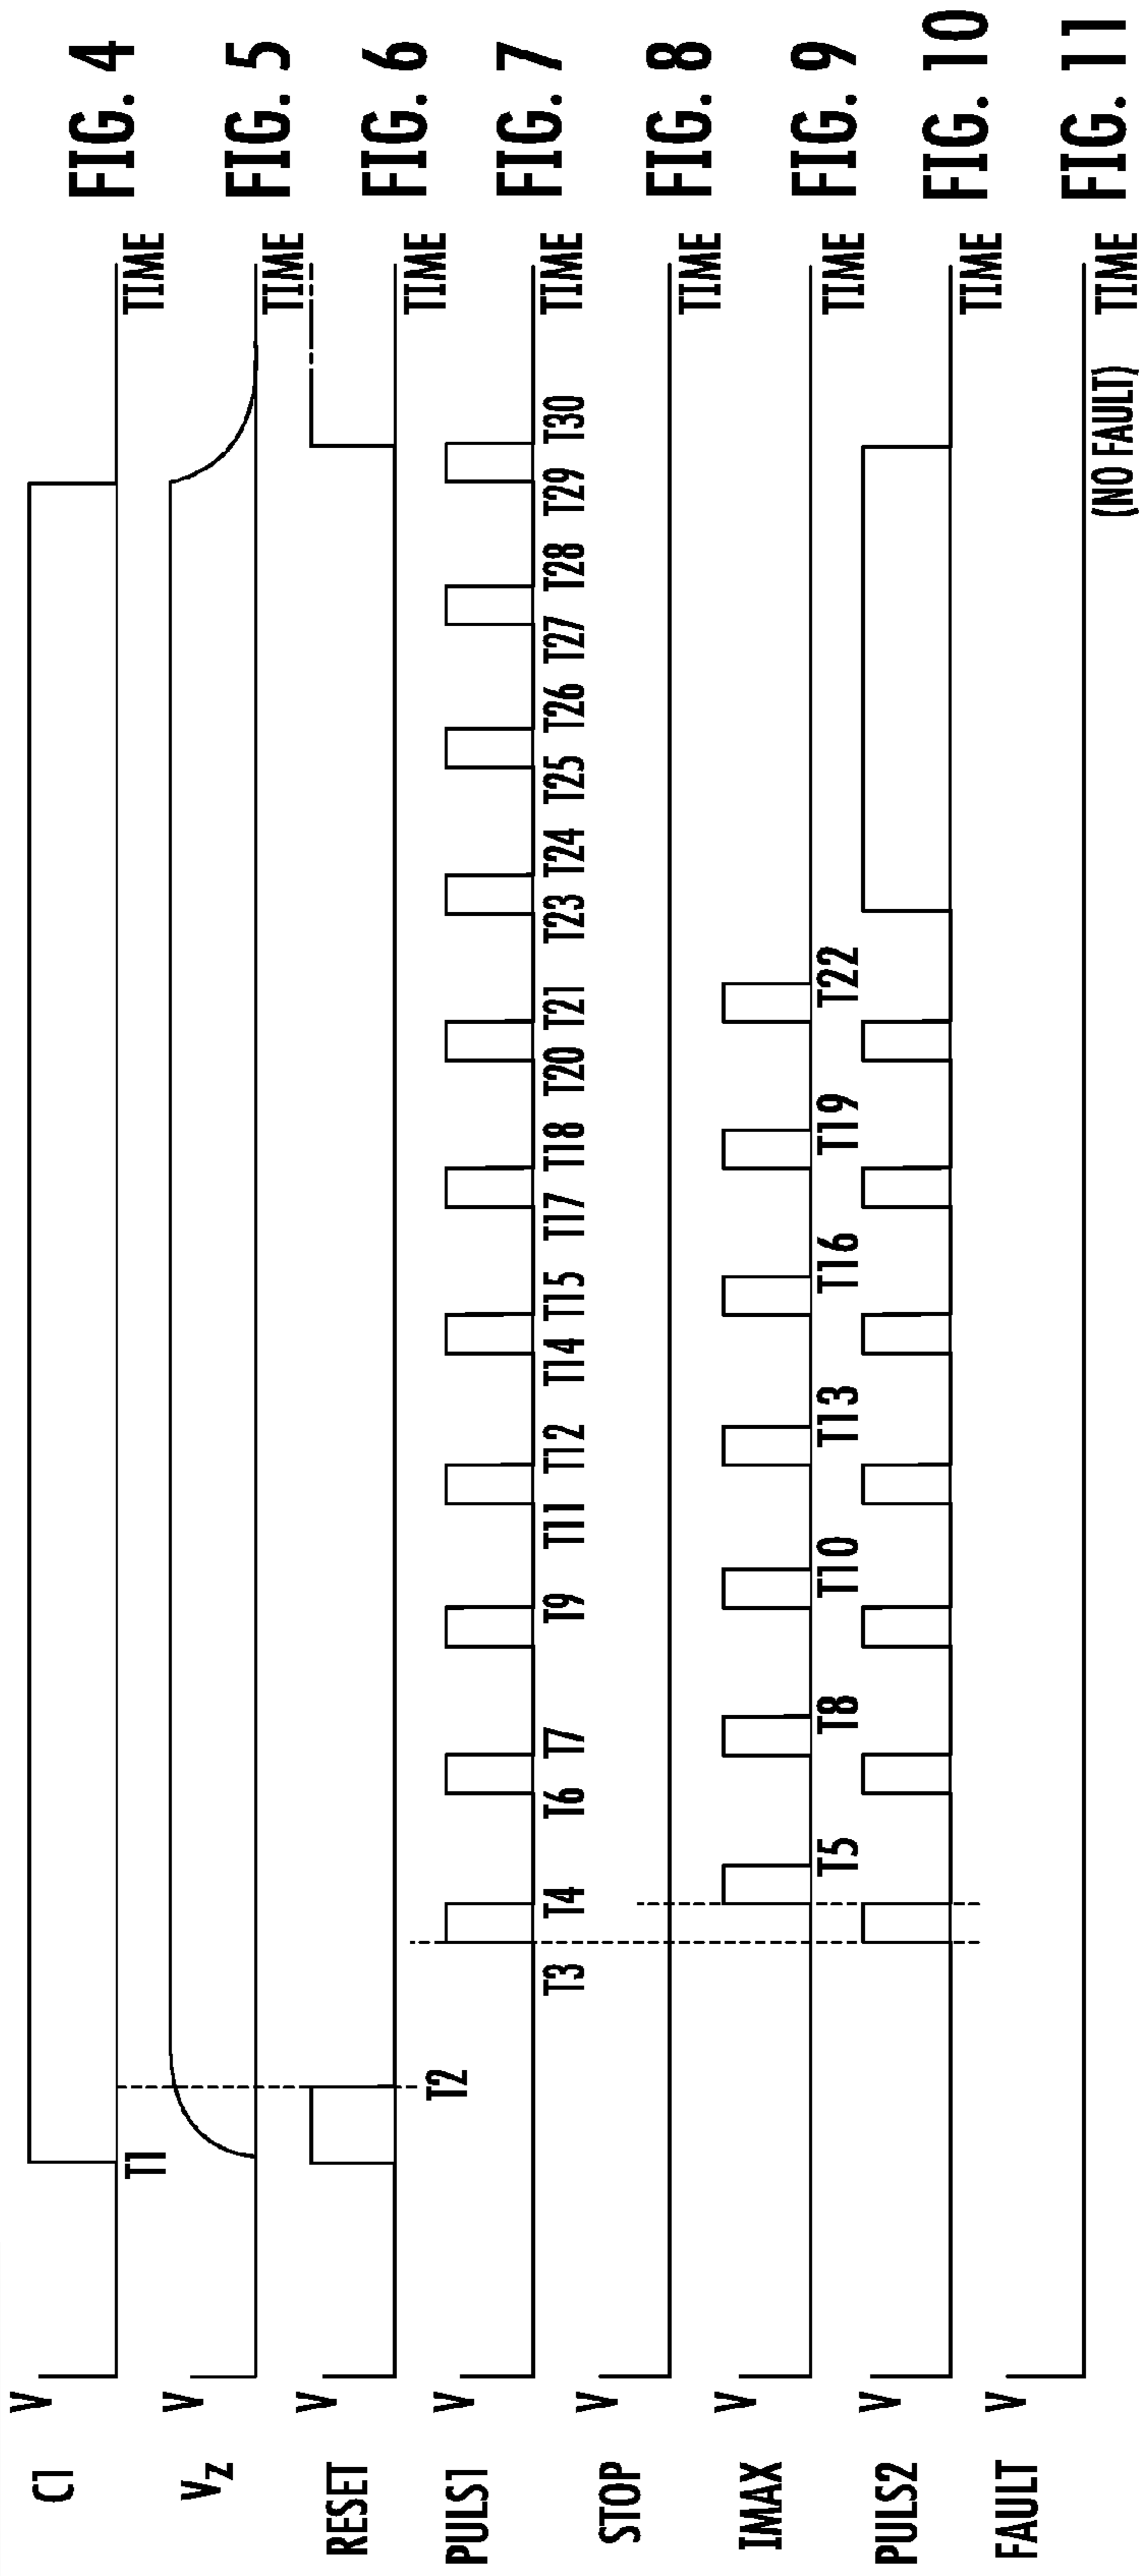 C1 V T1 TIME FIG. 4
VZ V TIME FIG. 5
RESET V T2 TIME FIG. 6
PULS1 V T3 T4 T6 T7 T9 T11 T12 T14 T15 T17 T18 T20 T21 T23 T24 T25 T26 T27 T28 T29 T30 TIME FIG. 7
STOP V TIME FIG. 8
IMAX V T5 T8 T10 T13 T16 T19 T22 TIME FIG. 9
PULS2 V TIME FIG. 10
FAULT V (NO FAULT) TIME FIG. 11